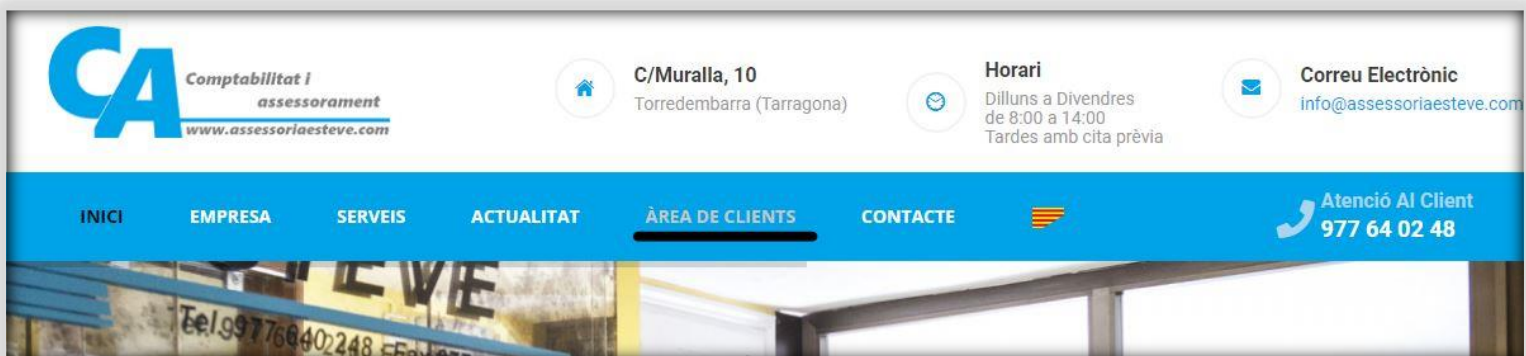 CA
Comptabilitat i
assessorament
www.assessoriaesteve.com
C/Muralla, 10
Torredembarra (Tarragona)
Horari
Dilluns a Divendres
de 8:00 a 14:00
Tardes amb cita prèvia
Correu Electrònic
info@assessoriaesteve.com
INICI
EMPRESA
SERVEIS
ACTUALITAT
ÀREA DE CLIENTS
CONTACTE
Atenció Al Client
977 64 02 48